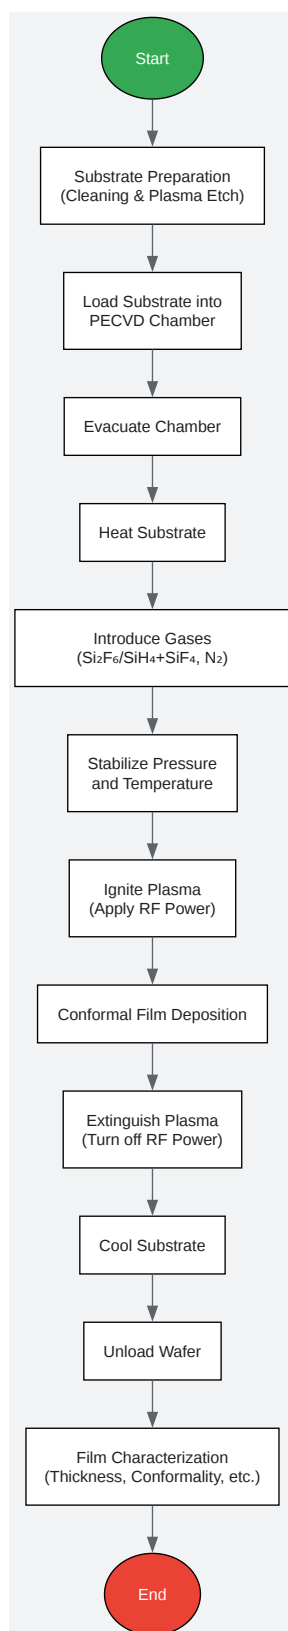 Start
Substrate Preparation
(Cleaning & Plasma Etch)
Load Substrate into
PECVD Chamber
Evacuate Chamber
Heat Substrate
Introduce Gases
(Si₂F₆/SiH₄+SiF₄, N₂)
Stabilize Pressure
and Temperature
Ignite Plasma
(Apply RF Power)
Conformal Film Deposition
Extinguish Plasma
(Turn off RF Power)
Cool Substrate
Unload Wafer
Film Characterization
(Thickness, Conformality, etc.)
End